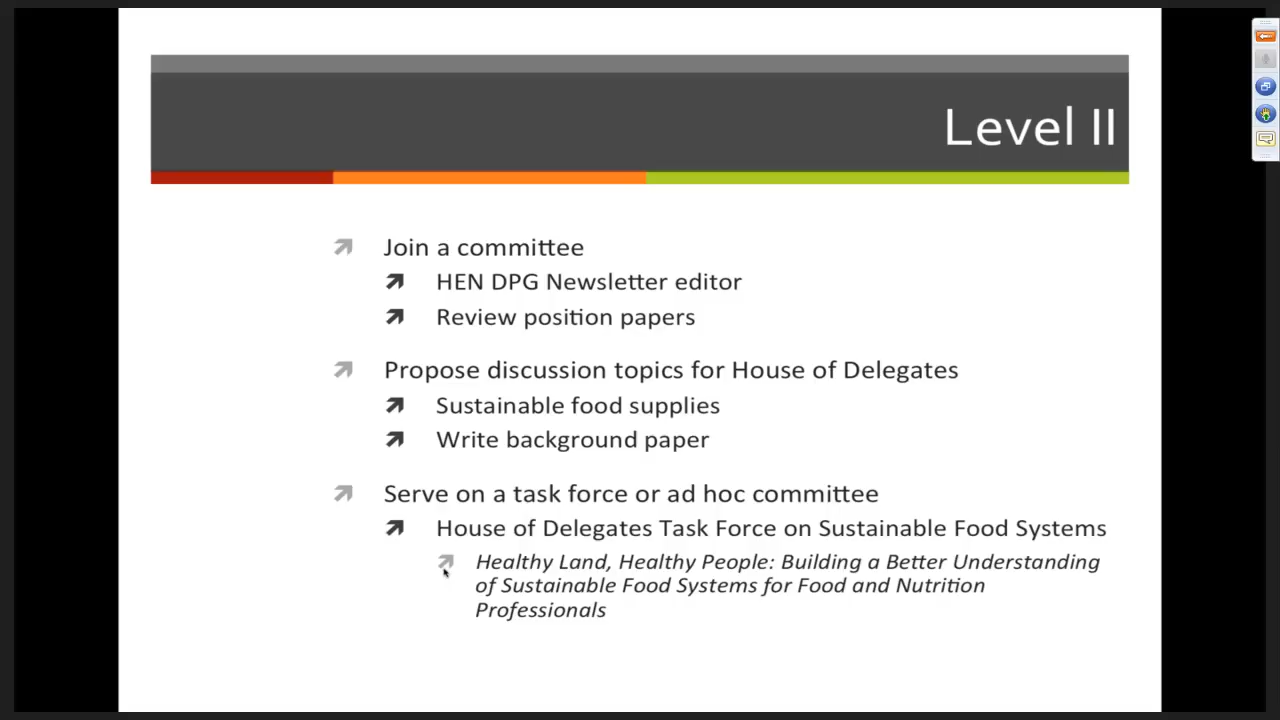 Level II
Join a committee
HEN DPG Newsletter editor
Review position papers
Propose discussion topics for House of Delegates
Sustainable food supplies
Write background paper
Serve on a task force or ad hoc committee
House of Delegates Task Force on Sustainable Food Systems
Healthy Land, Healthy People: Building a Better Understanding
of Sustainable Food Systems for Food and Nutrition
Professionals